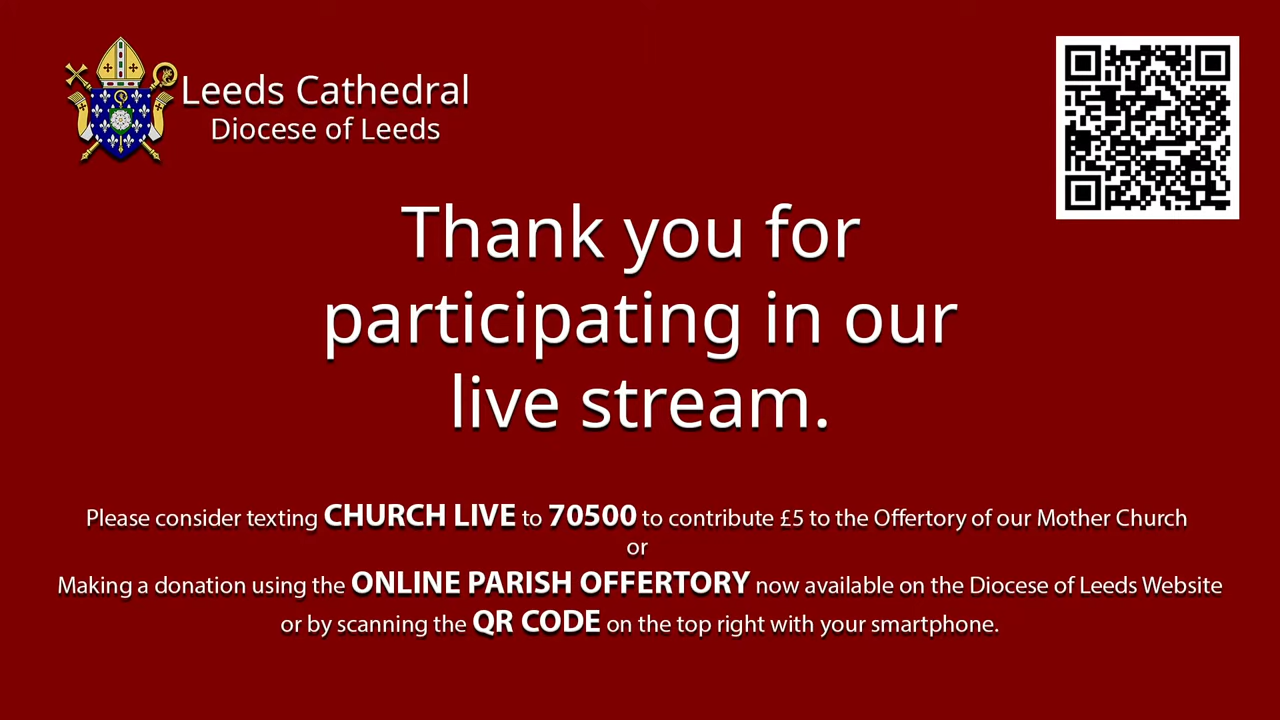 Leeds Cathedral
Diocese of Leeds
Thank you for
participating in our
live stream.
Please consider texting CHURCH LIVE to 70500 to contribute £5 to the Offertory of our Mother Church
or
Making a donation using the ONLINE PARISH OFFERTORY now available on the Diocese of Leeds Website
or by scanning the QR CODE on the top right with your smartphone.